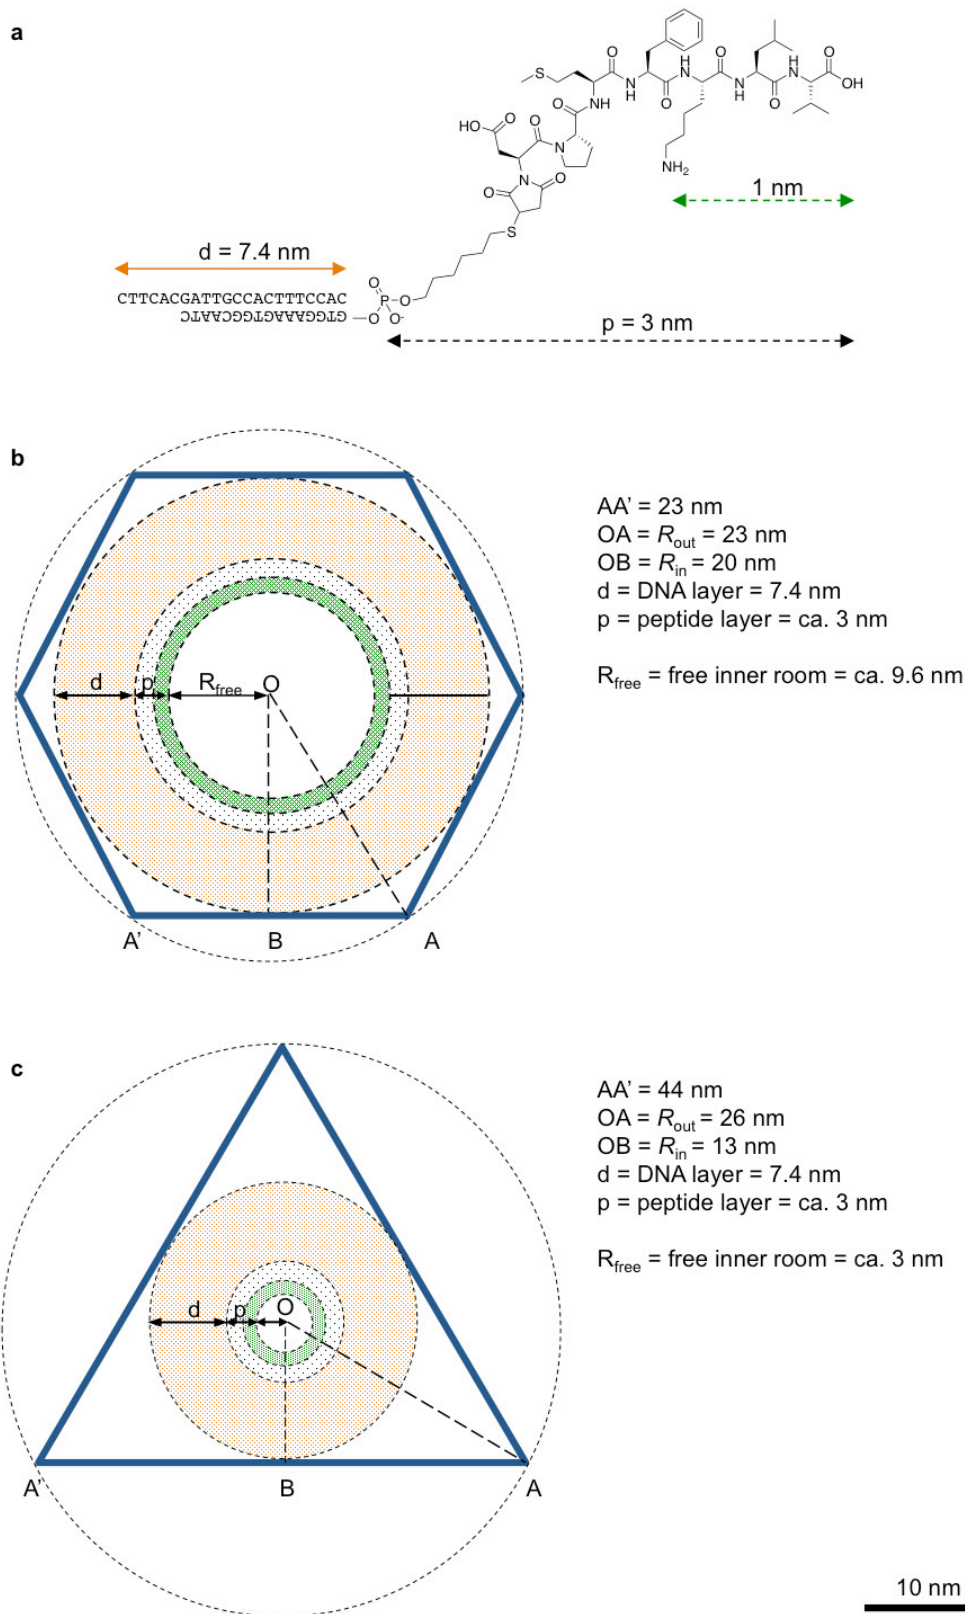 a
S
O
H
N
N
H
O
H
N
O
N
H
O
H
N
O
OH
O
NH
HO
O
O
N
NH₂
N
O
O
S
1 nm
d = 7.4 nm
CTTCACGATTGCCACTTTCCAC
GTGGAAAGTGGCAATC
O
P
O
O
O-
p = 3 nm
b
AA' = 23 nm
OA = Rout = 23 nm
OB = Rin = 20 nm
d = DNA layer = 7.4 nm
p = peptide layer = ca. 3 nm
Rfree = free inner room = ca. 9.6 nm
d
p
Rfree
O
A'
B
A
c
AA' = 44 nm
OA = Rout = 26 nm
OB = Rin = 13 nm
d = DNA layer = 7.4 nm
p = peptide layer = ca. 3 nm
Rfree = free inner room = ca. 3 nm
d
p
O
A'
B
A
10 nm